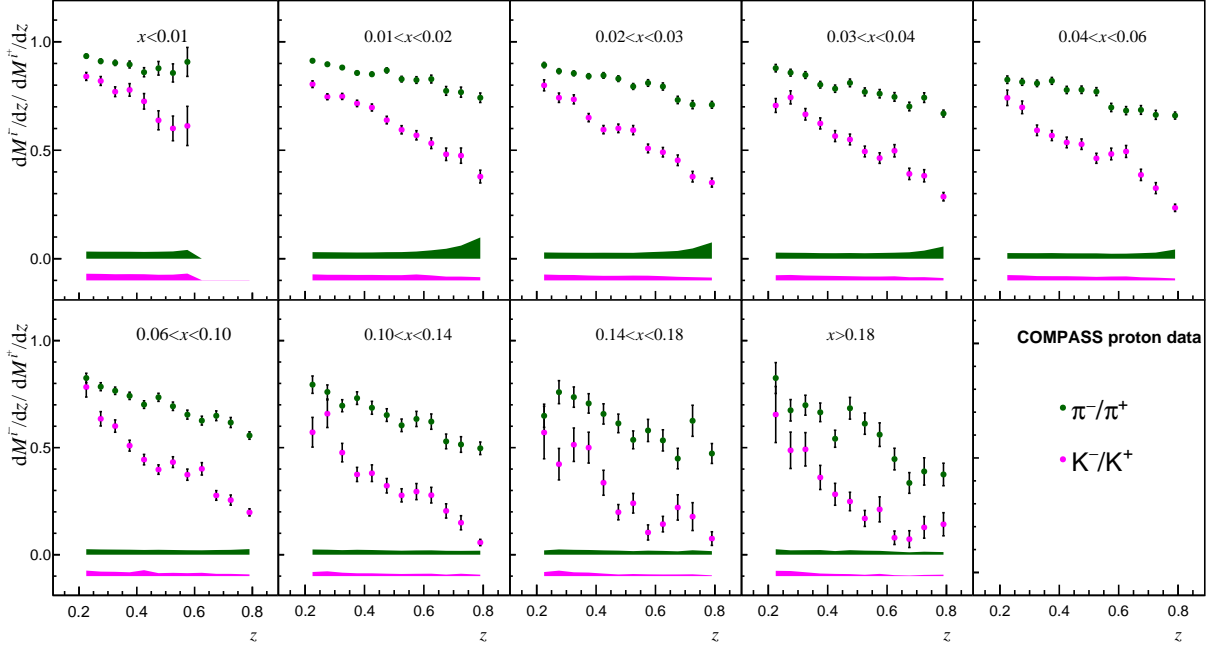 x<0.01
0.01<x<0.02
0.02<x<0.03
0.03<x<0.04
0.04<x<0.06
dM^{i^-}/dz/ dM^{i^+}/dz
1.0
0.5
0.0
0.06<x<0.10
0.10<x<0.14
0.14<x<0.18
x>0.18
COMPASS proton data
π⁻/π⁺
K⁻/K⁺
dM^{i^-}/dz/ dM^{i^+}/dz
1.0
0.5
0.0
0.2 0.4 0.6 0.8 0.2 0.4 0.6 0.8 0.2 0.4 0.6 0.8 0.2 0.4 0.6 0.8 0.2 0.4 0.6 0.8
z z z z z